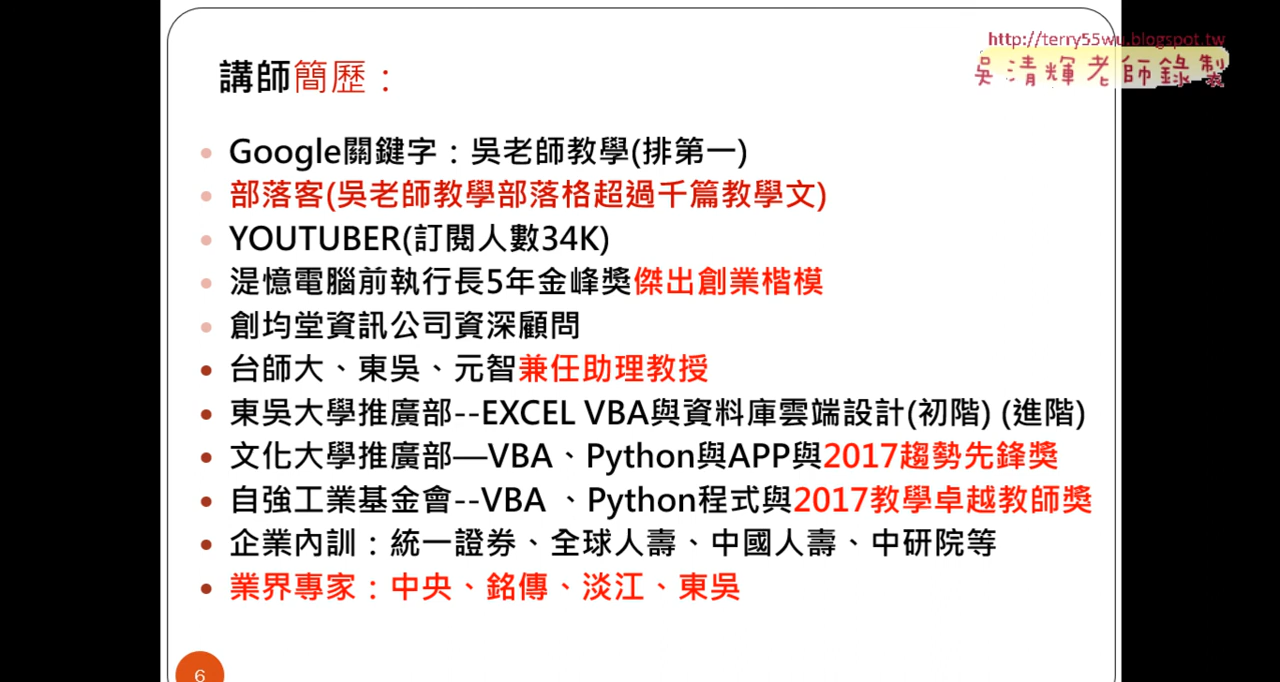 http://terry55wu.blogspot.tw
吳清輝老師錄製
講師簡歷：
Google關鍵字：吳老師教學(排第一)
部落客(吳老師教學部落格超過千篇教學文)
YOUTUBER(訂閱人數34K)
湜憶電腦前執行長5年金峰獎傑出創業楷模
創均堂資訊公司資深顧問
台師大、東吳、元智兼任助理教授
東吳大學推廣部--EXCEL VBA與資料庫雲端設計(初階) (進階)
文化大學推廣部—VBA、Python與APP與2017趨勢先鋒獎
自強工業基金會--VBA 、Python程式與2017教學卓越教師獎
企業內訓：統一證券、全球人壽、中國人壽、中研院等
業界專家：中央、銘傳、淡江、東吳
6